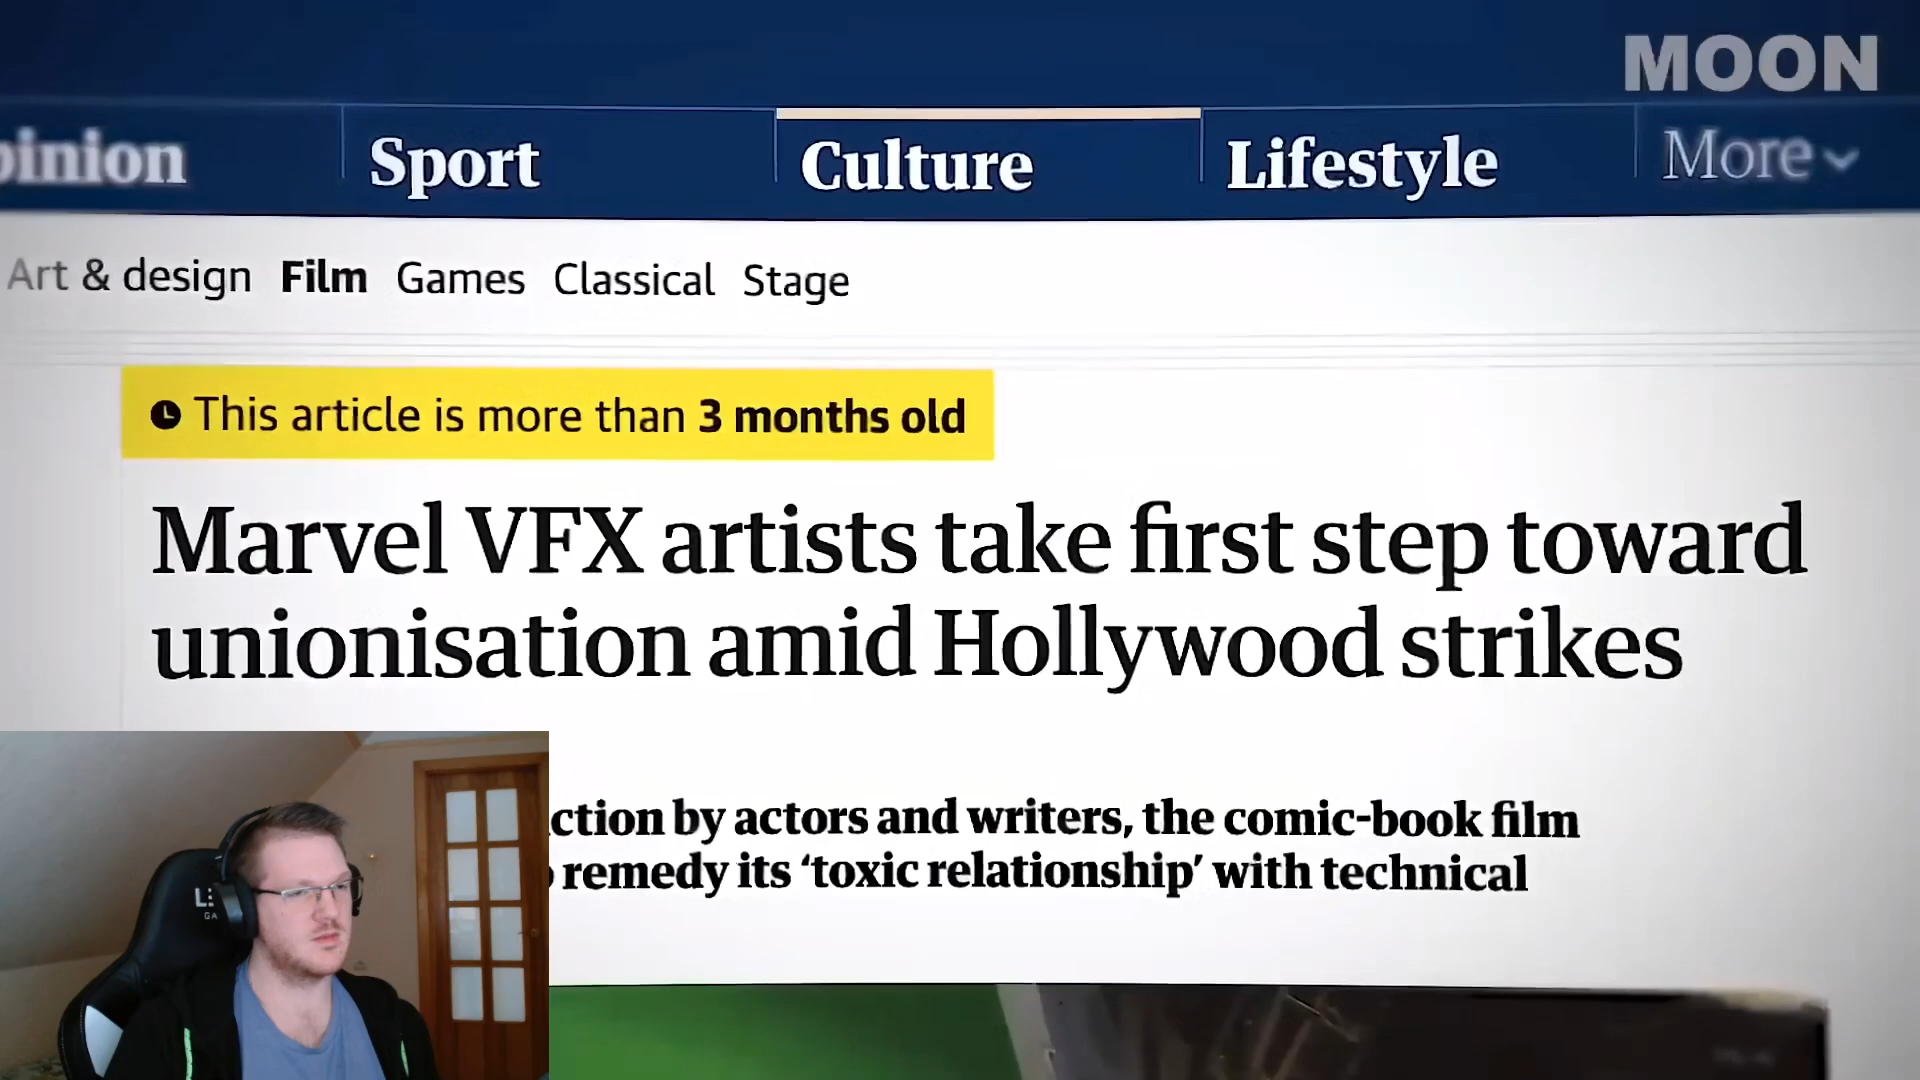 MOON
pinion Sport Culture Lifestyle More
Art & design Film Games Classical Stage
This article is more than 3 months old
Marvel VFX artists take first step toward
unionisation amid Hollywood strikes
ction by actors and writers, the comic-book film
remedy its ‘toxic relationship’ with technical
GA